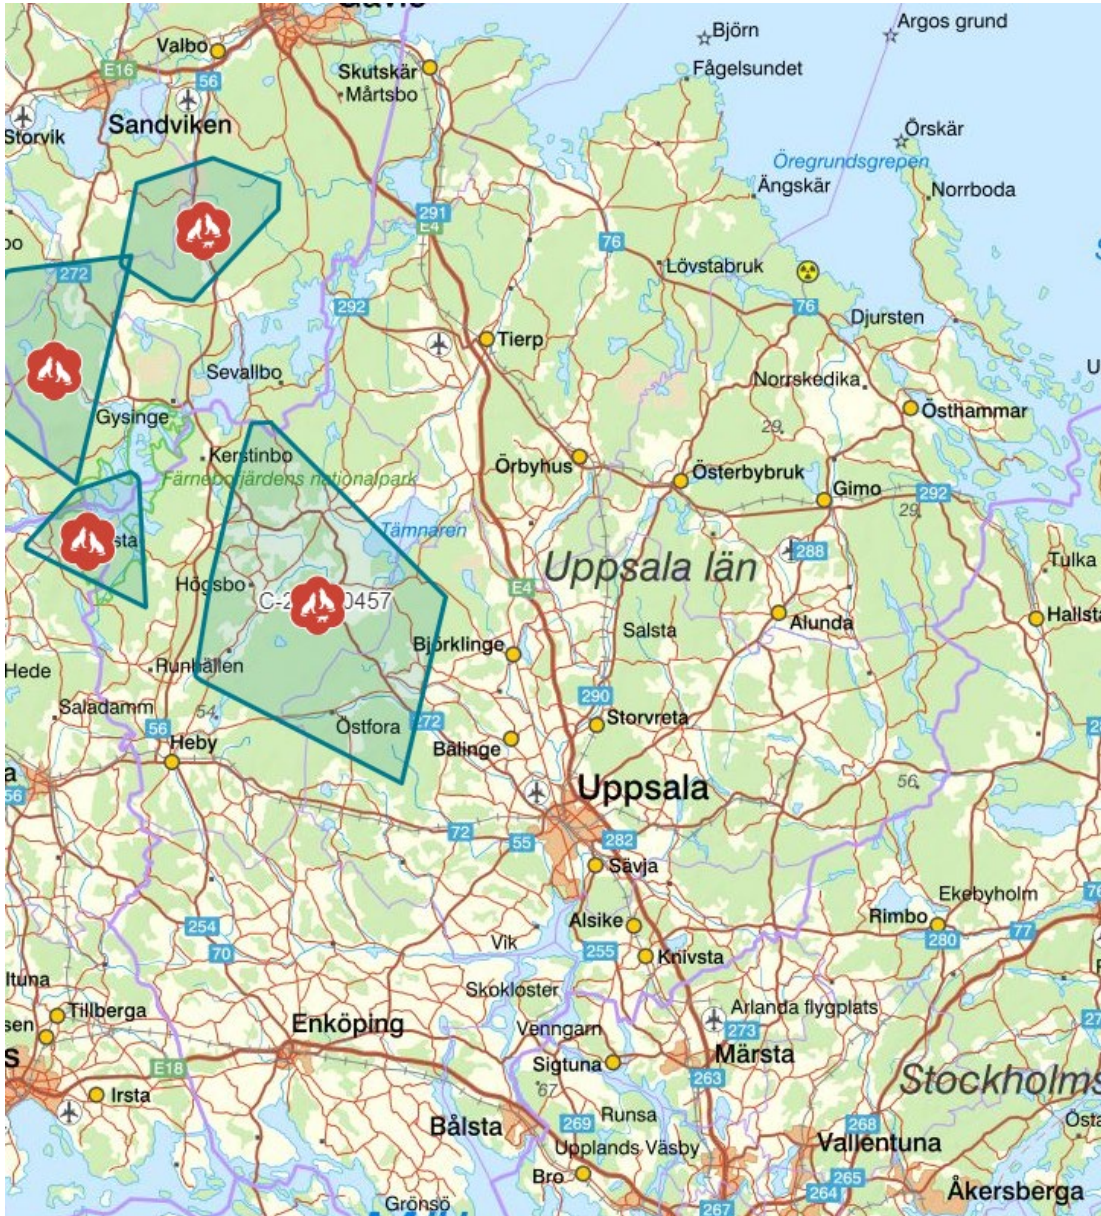 Björn
Argos grund
Valbo
Skutskär
Fågelsundet
E16
56
Mårtsbo
Storvik
Sandviken
Örskär
Öregrundsgrepen
Ängskär
Norrboda
291
E4
76
272
Lövstabruk
292
76
Djursten
Tierp
Sevallbo
Norrskedika
Gysinge
Östhammar
29
Kerstinbo
Örbyhus
Österbybruk
Färnebofjärdens nationalpark
Gimo
292
29
Tämnaren
288
Uppsala län
Tulka
Högsbo
E4
Alunda
Hallsta
Salsta
Björklinge
Runhällen
Hede
290
Saladamm
54
Storvreta
56
Östfora
272
Heby
Bälinge
56
56
Uppsala
72
55
282
Sävja
Ekebyholm
Rimbo
Alsike
254
280
77
Vik
255
70
Knivsta
Skokloster
Tillberga
Arlanda flygplats
Enköping
Venngarn
273
Märsta
E18
Sigtuna
263
67
Stockholms
Irsta
Runsa
Bålsta
269
268
Upplands Väsby
Vallentuna
Bro
265
264
Åkersberga
Grönsö
267